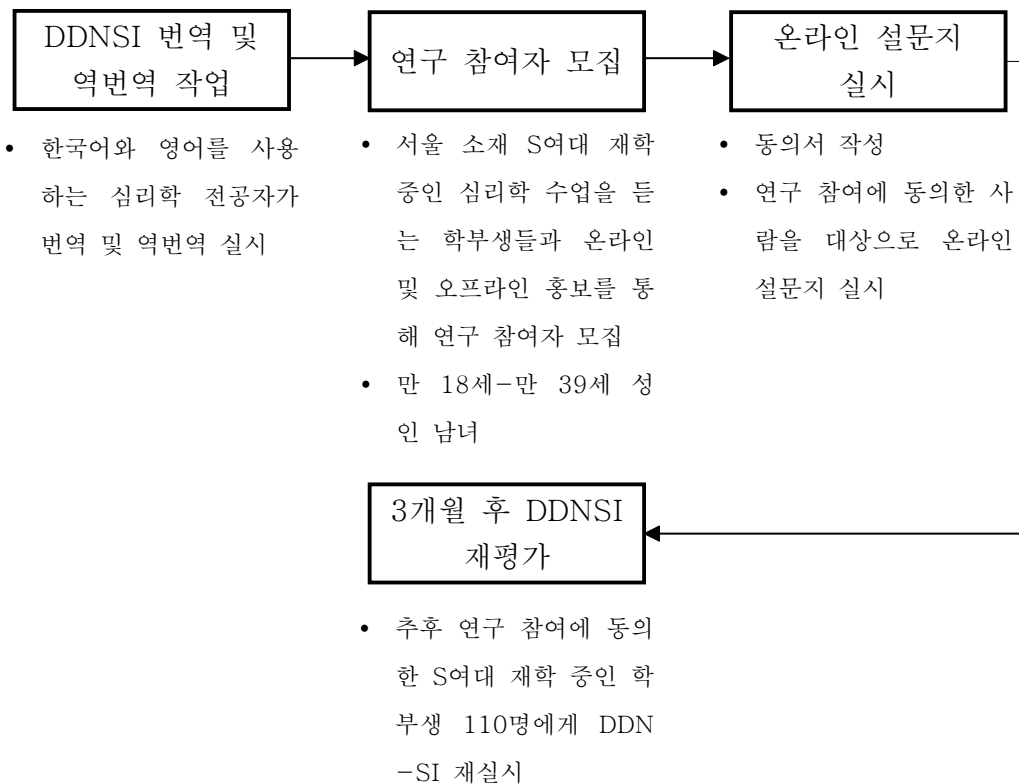 DDNSI 번역 및
역번역 작업
• 한국어와 영어를 사용
하는 심리학 전공자가
번역 및 역번역 실시
연구 참여자 모집
• 서울 소재 S여대 재학
중인 심리학 수업을 듣
는 학부생들과 온라인
및 오프라인 홍보를 통
해 연구 참여자 모집
• 만 18세-만 39세 성
인 남녀
온라인 설문지
실시
• 동의서 작성
• 연구 참여에 동의한 사
람을 대상으로 온라인
설문지 실시
3개월 후 DDNSI
재평가
• 추후 연구 참여에 동의
한 S여대 재학 중인 학
부생 110명에게 DDN
-SI 재실시